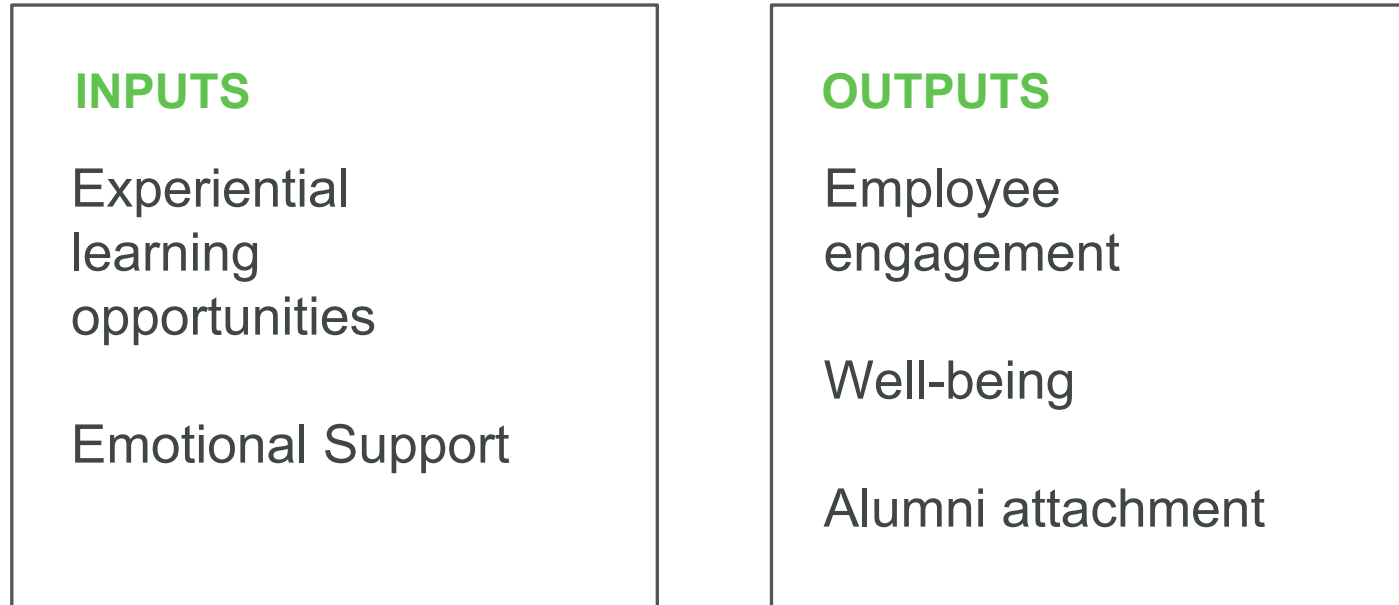 INPUTS
Experiential
learning
opportunities
Emotional Support
OUTPUTS
Employee
engagement
Well-being
Alumni attachment